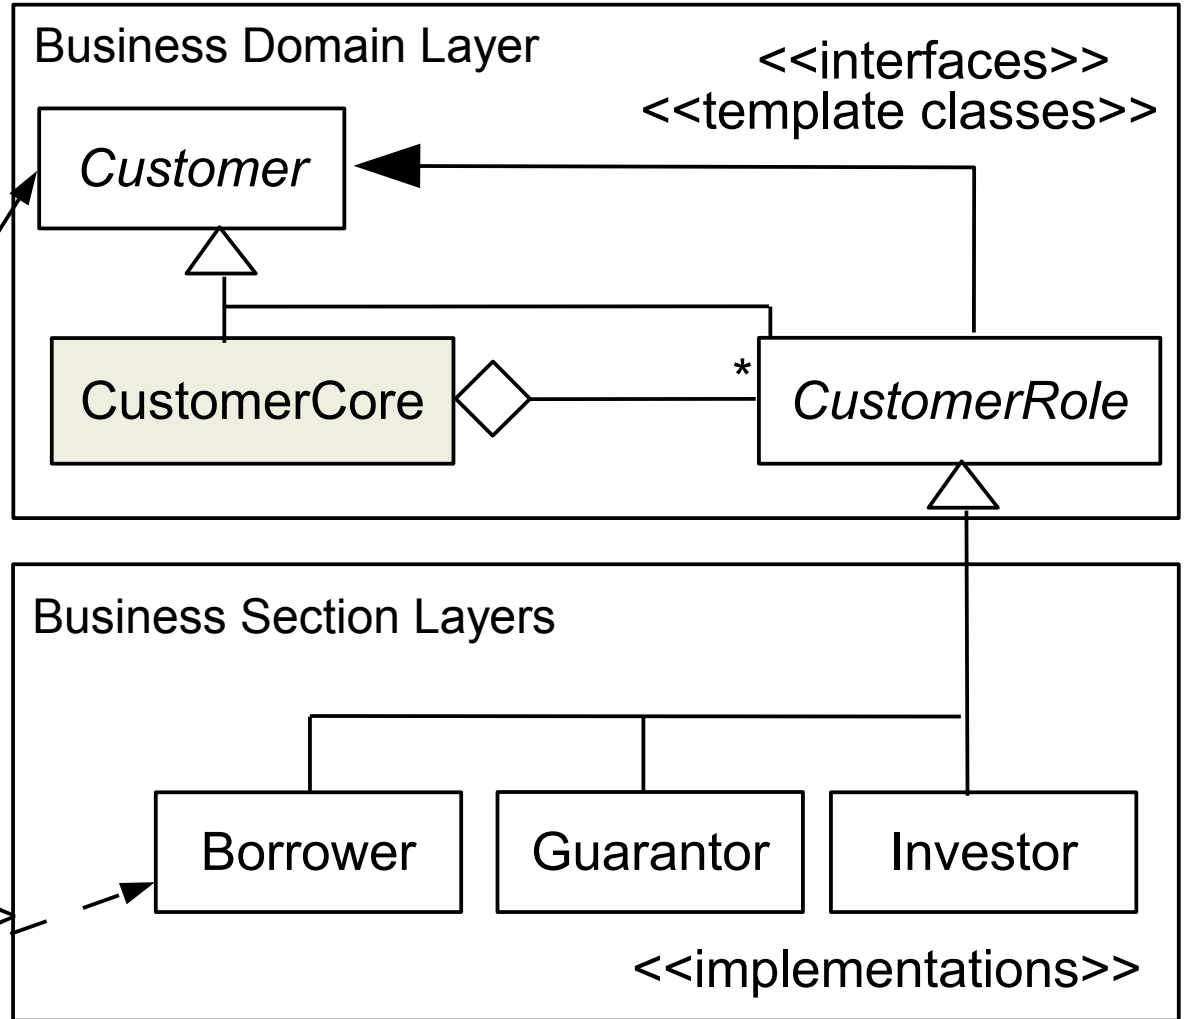 Business Domain Layer
<<interfaces>>
<<template classes>>
Customer
CustomerCore
*
CustomerRole
Business Section Layers
Borrower
Guarantor
Investor
<<implementations>>